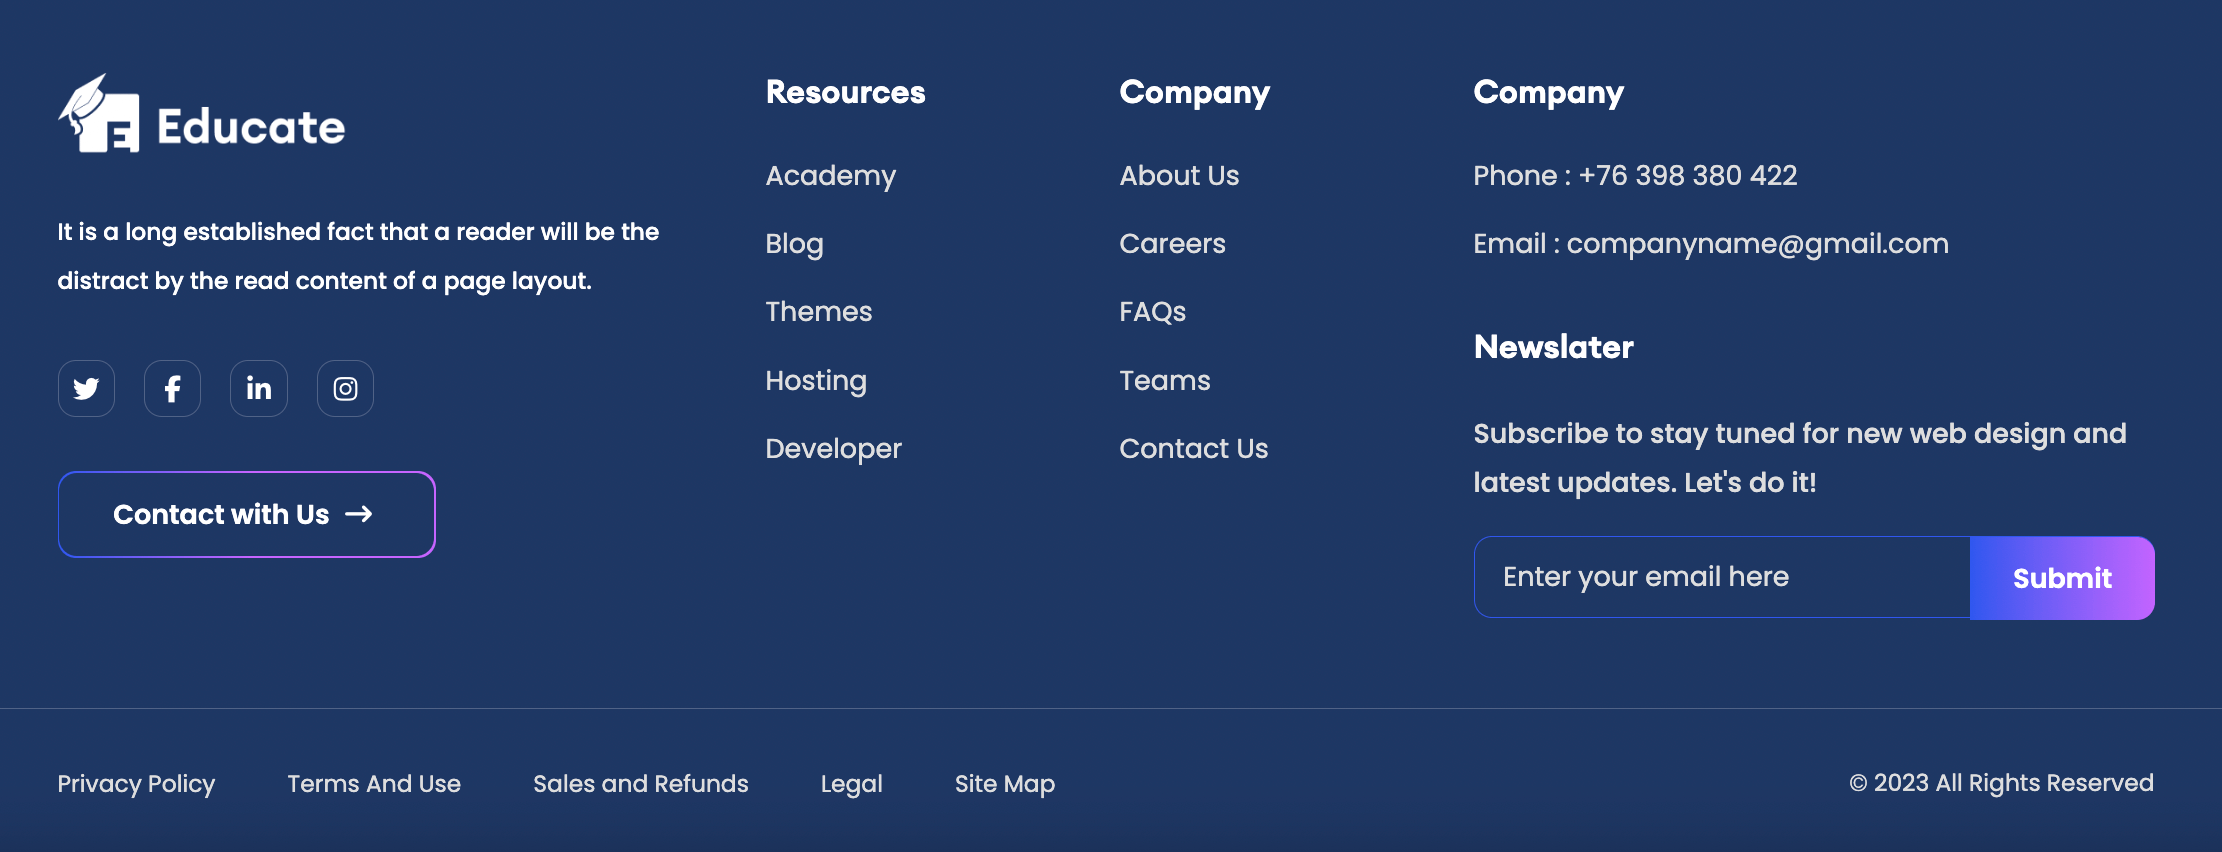 E Educate
It is a long established fact that a reader will be the
distract by the read content of a page layout.
Contact with Us
Resources
Academy
Blog
Themes
Hosting
Developer
Company
About Us
Careers
FAQs
Teams
Contact Us
Company
Phone : +76 398 380 422
Email : companyname@gmail.com
Newslater
Subscribe to stay tuned for new web design and
latest updates. Let's do it!
Enter your email here
Submit
Privacy Policy
Terms And Use
Sales and Refunds
Legal
Site Map
© 2023 All Rights Reserved